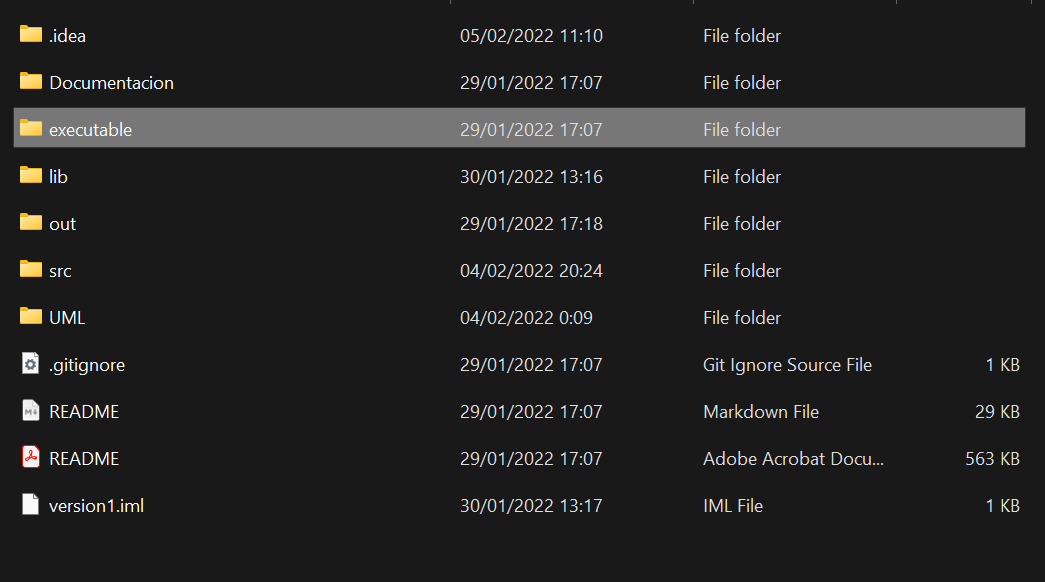 .idea 05/02/2022 11:10 File folder
Documentacion 29/01/2022 17:07 File folder
executable 29/01/2022 17:07 File folder
lib 30/01/2022 13:16 File folder
out 29/01/2022 17:18 File folder
src 04/02/2022 20:24 File folder
UML 04/02/2022 0:09 File folder
.gitignore 29/01/2022 17:07 Git Ignore Source File 1 KB
README 29/01/2022 17:07 Markdown File 29 KB
README 29/01/2022 17:07 Adobe Acrobat Docu... 563 KB
version1.iml 30/01/2022 13:17 IML File 1 KB